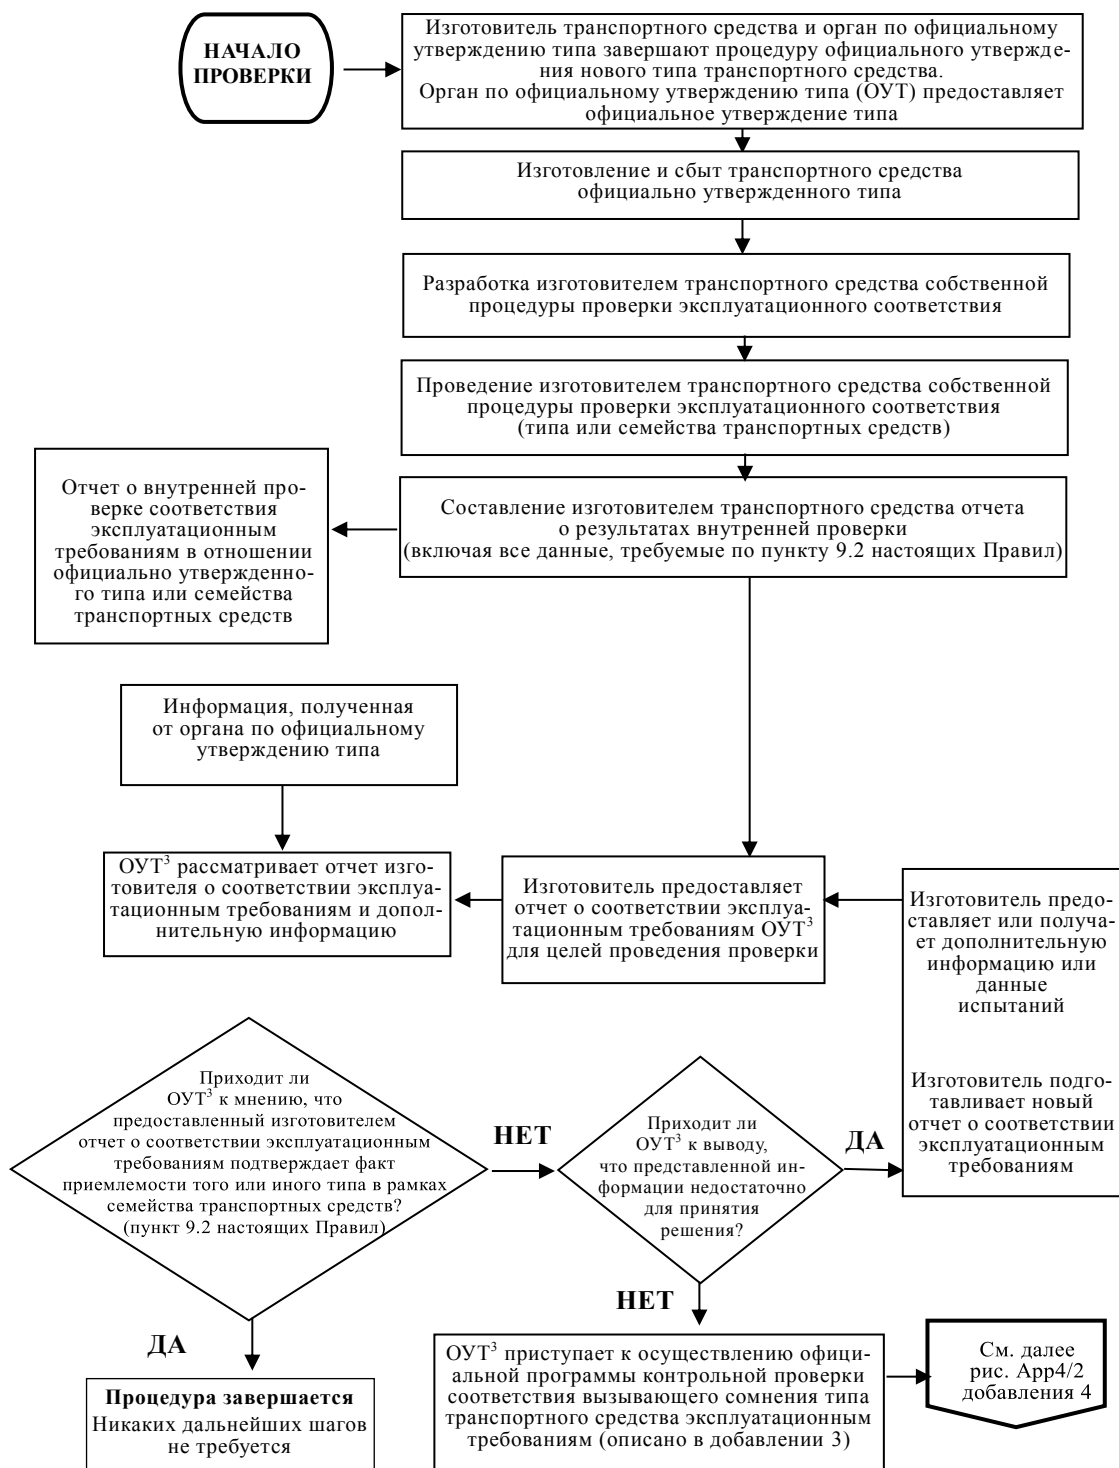 НАЧАЛО
ПРОВЕРКИ
Изготовитель транспортного средства и орган по официальному
утверждению типа завершают процедуру официального утвержде-
ния нового типа транспортного средства.
Орган по официальному утверждению типа (ОУТ) предоставляет
официальное утверждение типа
Изготовление и сбыт транспортного средства
официально утвержденного типа
Разработка изготовителем транспортного средства собственной
процедуры проверки эксплуатационного соответствия
Проведение изготовителем транспортного средства собственной
процедуры проверки эксплуатационного соответствия
(типа или семейства транспортных средств)
Отчет о внутренней про-
верке соответствия
эксплуатационным
требованиям в отношении
официально утвержденно-
го типа или семейства
транспортных средств
Составление изготовителем транспортного средства отчета
о результатах внутренней проверки
(включая все данные, требуемые по пункту 9.2 настоящих Правил)
Информация, полученная
от органа по официальному
утверждению типа
ОУТ³ рассматривает отчет изго-
товителя о соответствии эксплуа-
тационным требованиям и допол-
нительную информацию
Изготовитель предоставляет
отчет о соответствии эксплуа-
тационным требованиям ОУТ³
для целей проведения проверки
Изготовитель предо-
ставляет или получа-
ет дополнительную
информацию или
данные
испытаний
Изготовитель подго-
тавливает новый
отчет о соответствии
эксплуатационным
требованиям
Приходит ли
ОУТ³ к мнению, что
предоставленный изготовителем
отчет о соответствии эксплуатационным
требованиям подтверждает факт
приемлемости того или иного типа в рамках
семейства транспортных средств?
(пункт 9.2 настоящих Правил)
НЕТ
Приходит ли
ОУТ³ к выводу,
что представленной ин-
формации недостаточно
для принятия
решения?
ДА
НЕТ
ДА
Процедура завершается
Никаких дальнейших шагов
не требуется
ОУТ³ приступает к осуществлению офици-
альной программы контрольной проверки
соответствия вызывающего сомнения типа
транспортного средства эксплуатационным
требованиям (описано в добавлении 3)
См. далее
рис. App4/2
добавления 4